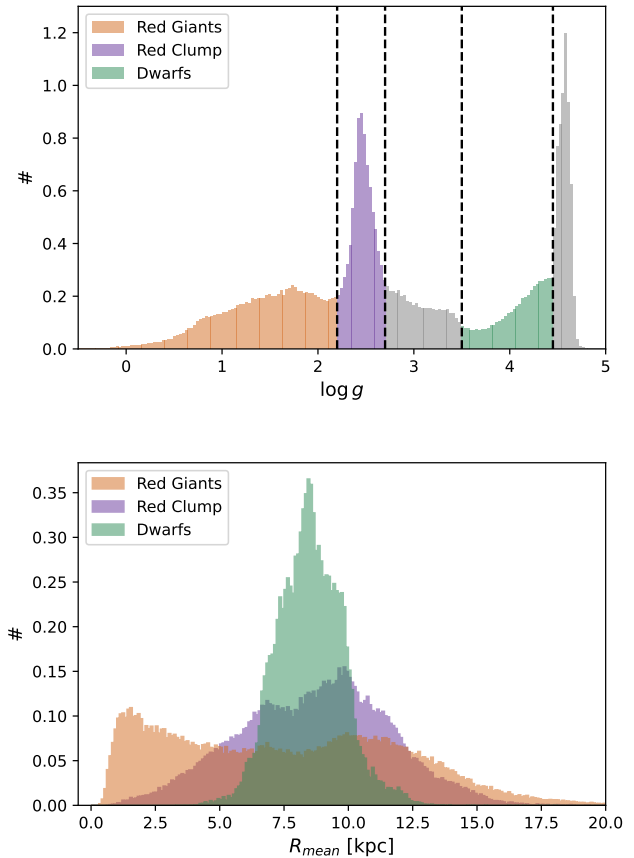 Red Giants
Red Clump
Dwarfs
#
0.0
0.2
0.4
0.6
0.8
1.0
1.2
0 1 2 3 4 5
log g
Red Giants
Red Clump
Dwarfs
#
0.00
0.05
0.10
0.15
0.20
0.25
0.30
0.35
0.0 2.5 5.0 7.5 10.0 12.5 15.0 17.5 20.0
R_{mean} [kpc]